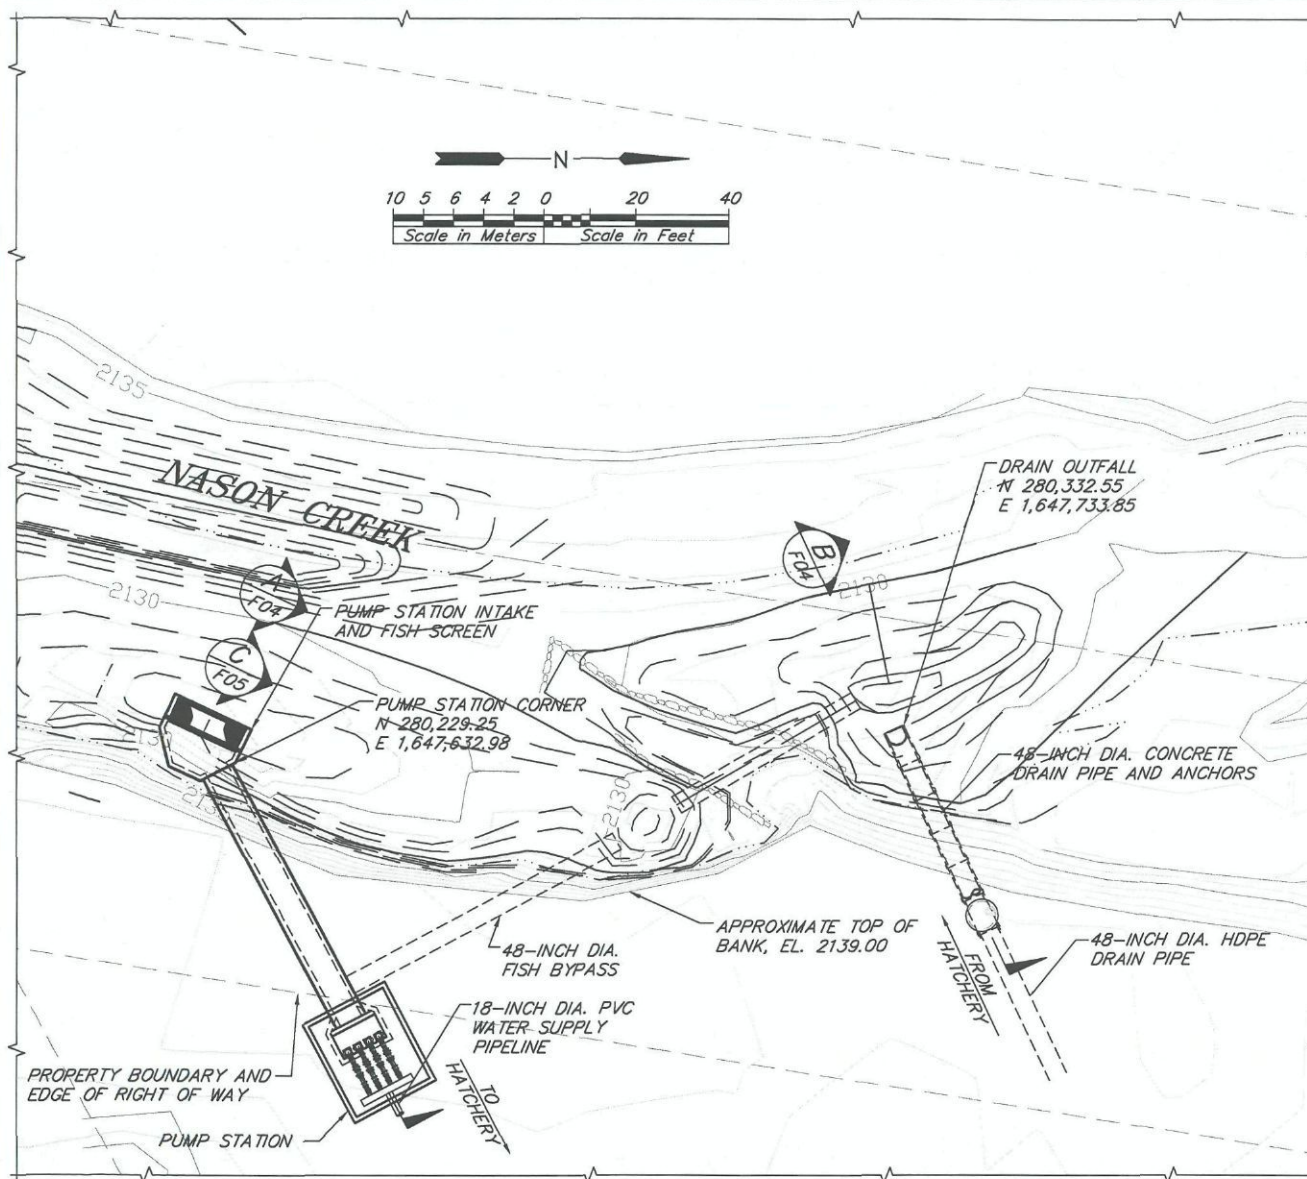 N
10 5 6 4 2 0 20 40
Scale in Meters Scale in Feet
2135
NASON CREEK
DRAIN OUTFALL
N 280,332.55
E 1,647,733.85
B
F04
2130
A
F04
2130
PUMP STATION INTAKE
AND FISH SCREEN
C
F05
PUMP STATION CORNER
N 280,229.25
E 1,647,632.98
48-INCH DIA. CONCRETE
DRAIN PIPE AND ANCHORS
2130
APPROXIMATE TOP OF
BANK, EL. 2139.00
48-INCH DIA.
FISH BYPASS
FROM
HATCHERY
48-INCH DIA. HDPE
DRAIN PIPE
18-INCH DIA. PVC
WATER SUPPLY
PIPELINE
TO
HATCHERY
PROPERTY BOUNDARY AND
EDGE OF RIGHT OF WAY
PUMP STATION